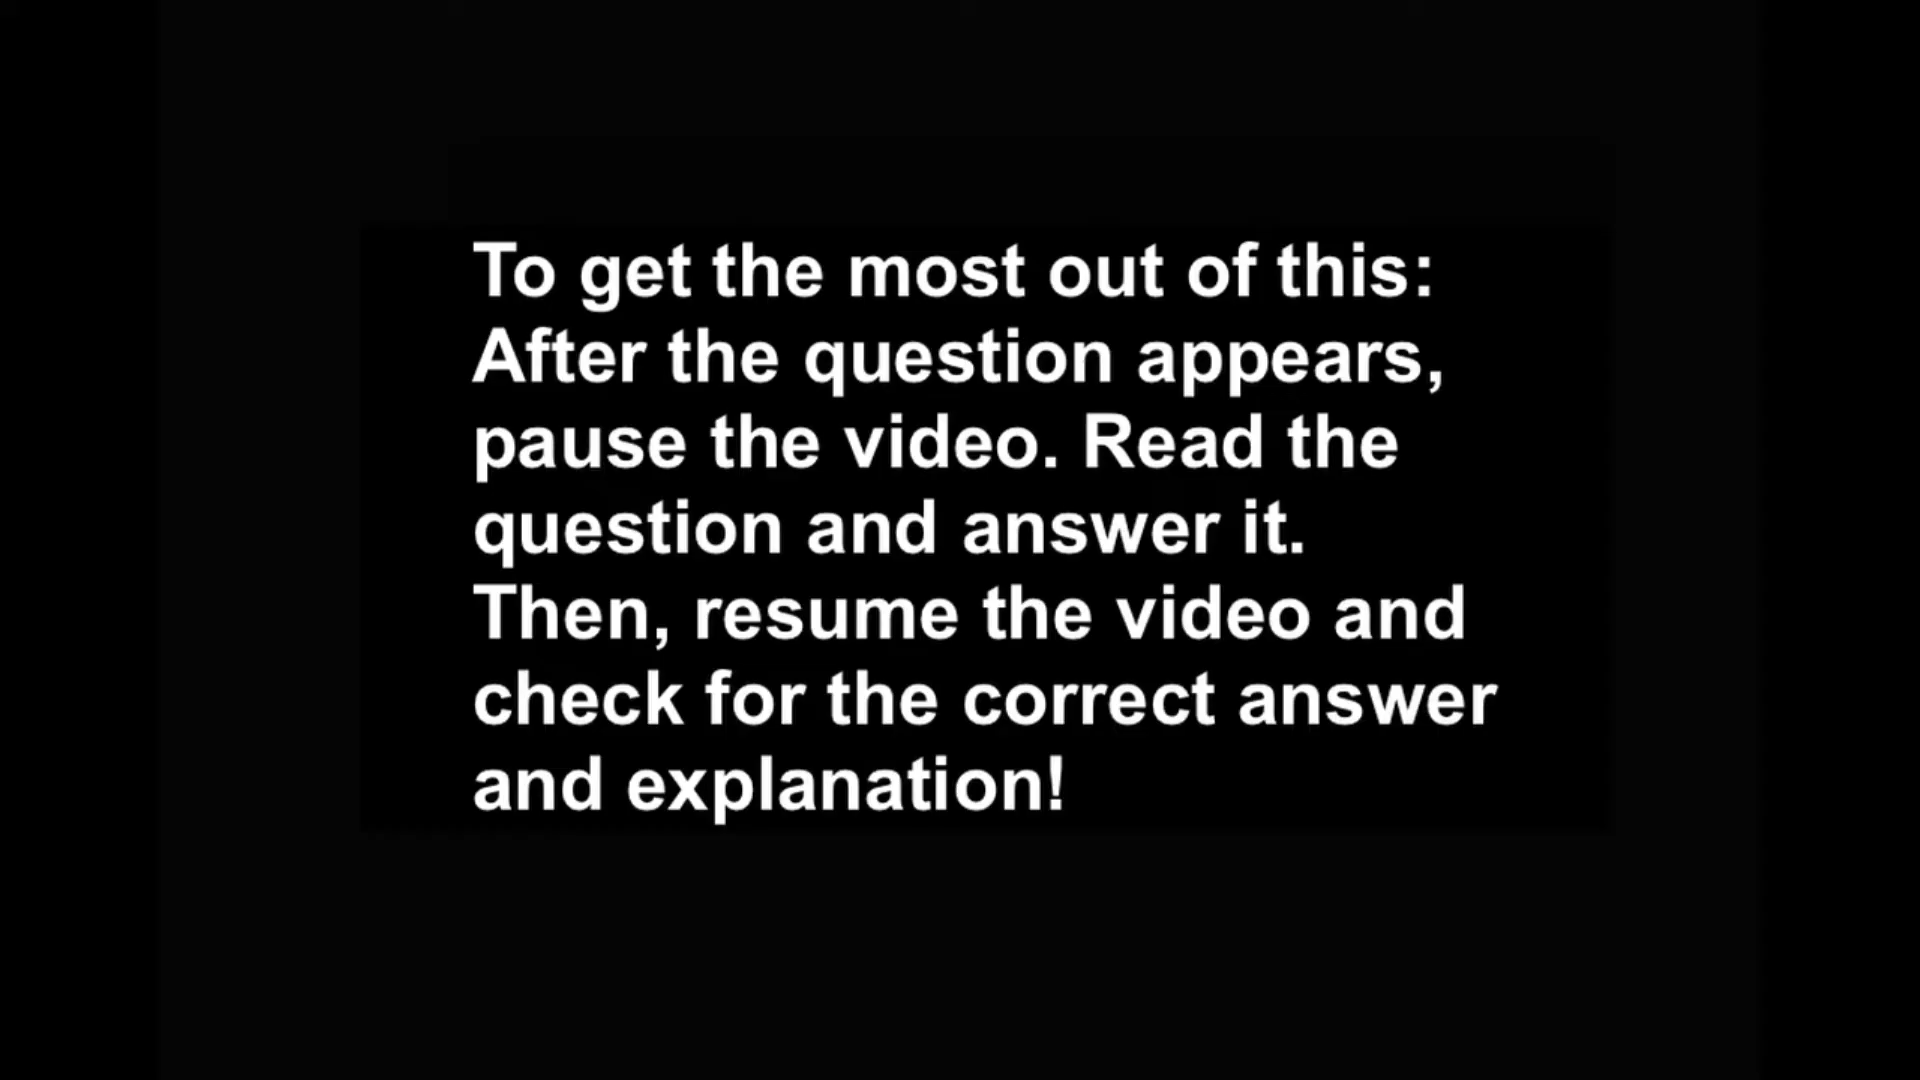 To get the most out of this:
After the question appears,
pause the video. Read the
question and answer it.
Then, resume the video and
check for the correct answer
and explanation!